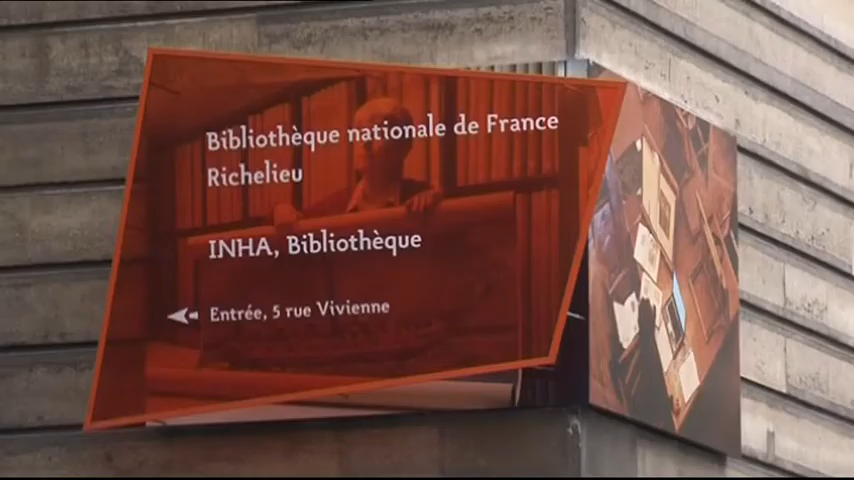 Bibliothèque nationale de France
Richelieu
INHA, Bibliothèque
Entrée, 5 rue Vivienne